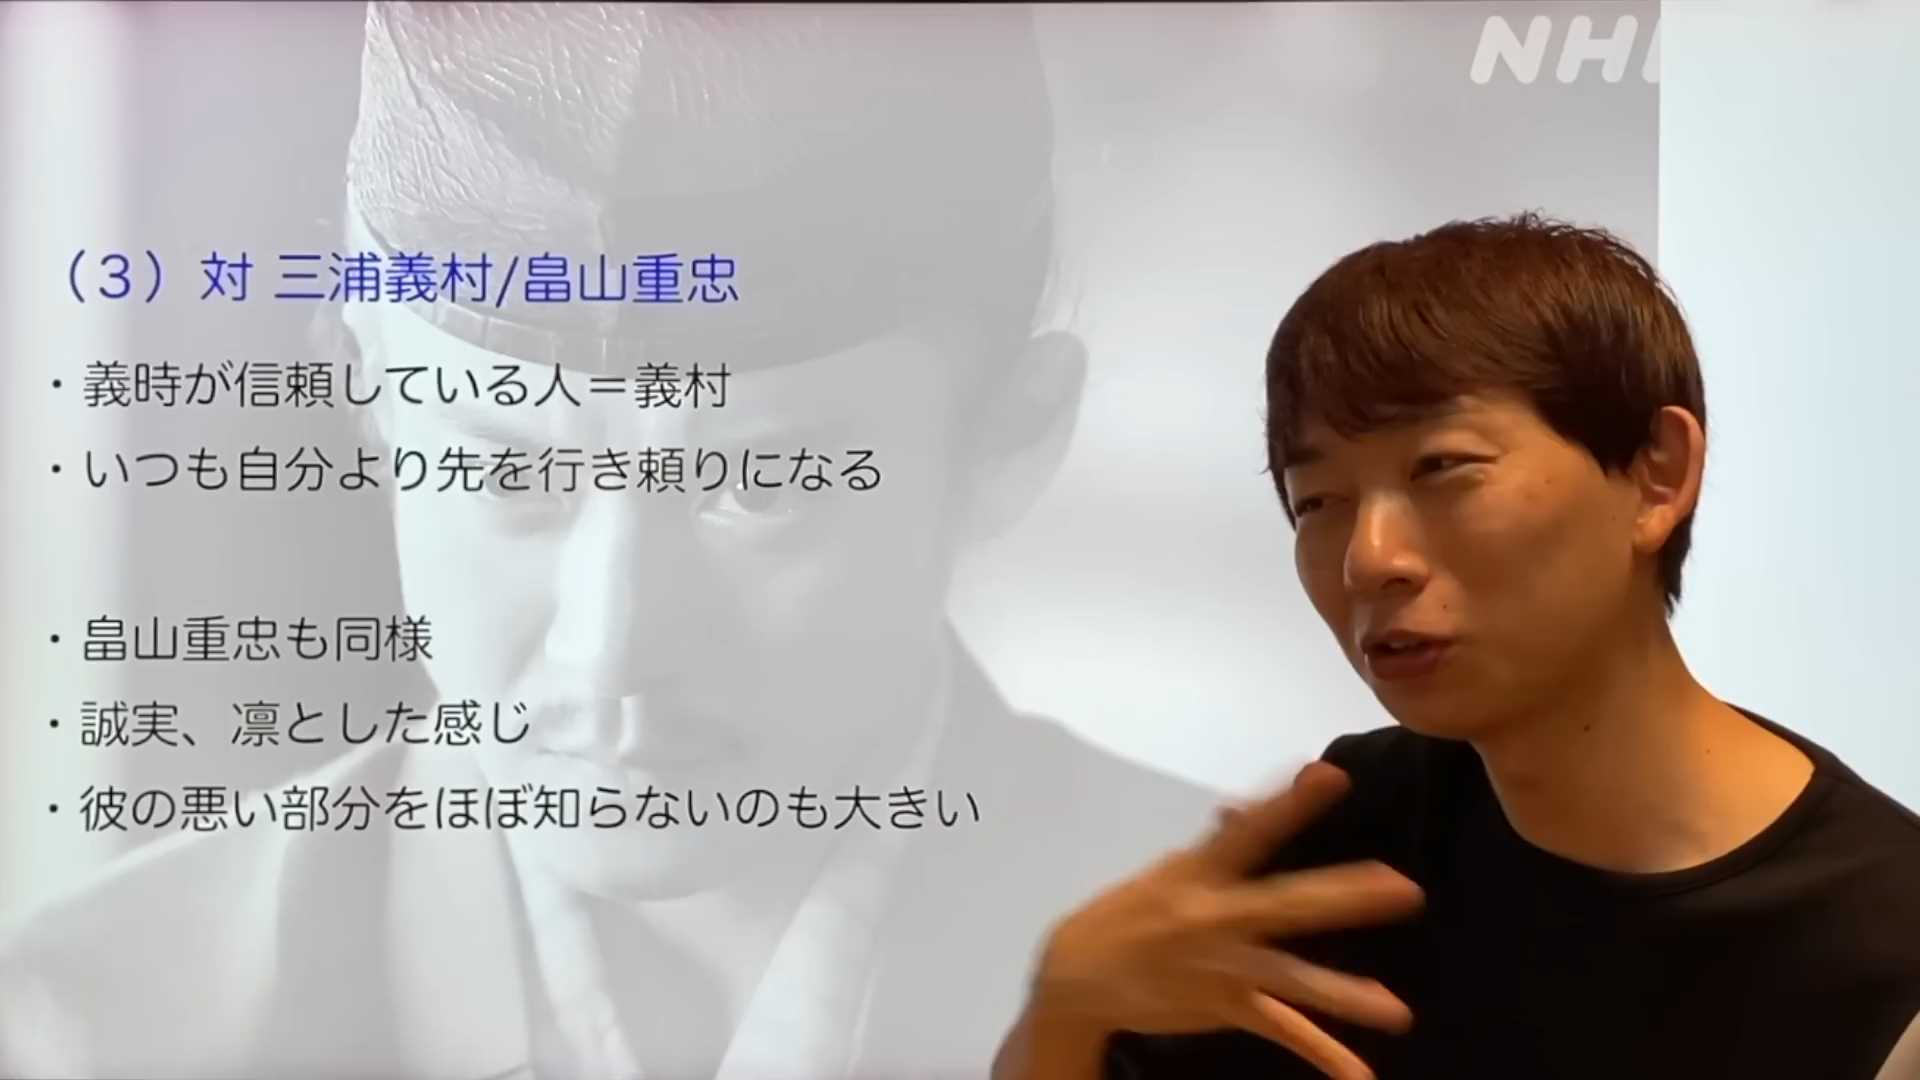 NHK
（3）対 三浦義村/畠山重忠
・義時が信頼している人＝義村
・いつも自分より先を行き頼りになる
・畠山重忠も同様
・誠実、凛とした感じ
・彼の悪い部分をほぼ知らないのも大きい